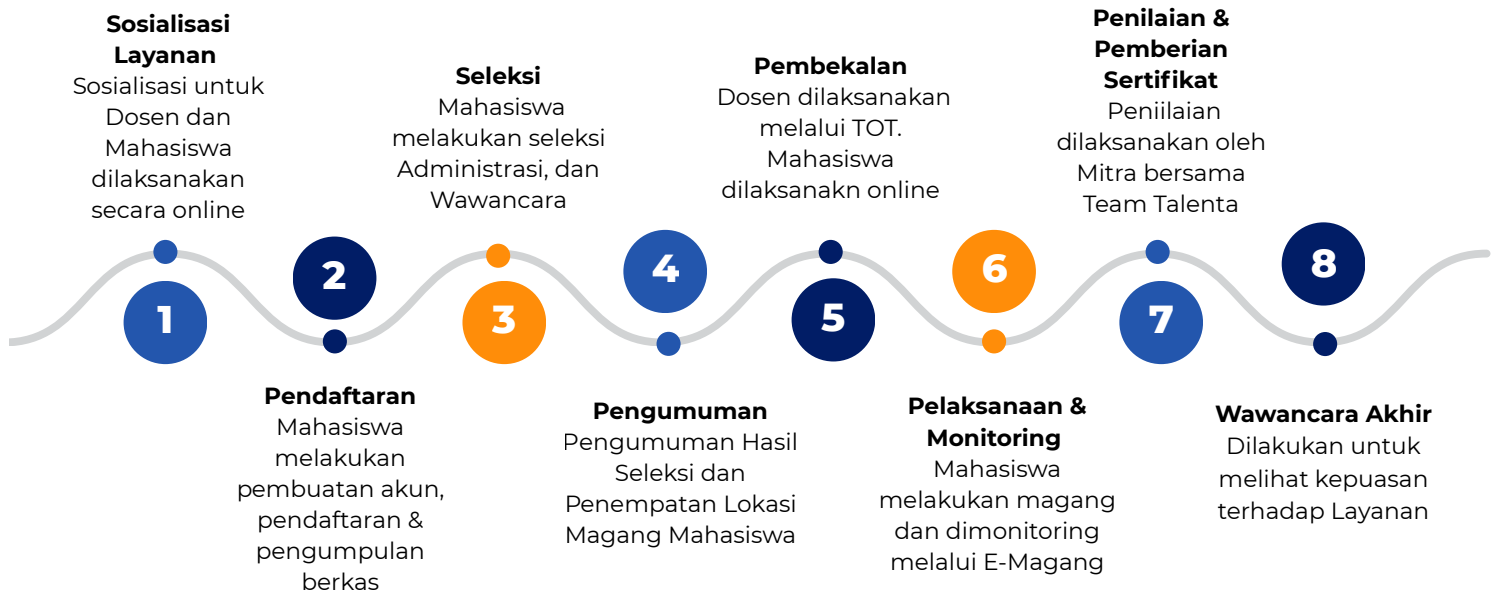 Sosialisasi
Layanan
Sosialisasi untuk
Dosen dan
Mahasiswa
dilaksanakan
secara online
1
2
Pendaftaran
Mahasiswa
melakukan
pembuatan akun,
pendaftaran &
pengumpulan
berkas
Seleksi
Mahasiswa
melakukan seleksi
Administrasi, dan
Wawancara
3
4
Pengumuman
Pengumuman Hasil
Seleksi dan
Penempatan Lokasi
Magang Mahasiswa
Pembekalan
Dosen dilaksanakan
melalui TOT.
Mahasiswa
dilaksanakn online
5
6
Pelaksanaan &
Monitoring
Mahasiswa
melakukan magang
dan dimonitoring
melalui E-Magang
Penilaian &
Pemberian
Sertifikat
Peniilaian
dilaksanakan oleh
Mitra bersama
Team Talenta
7
8
Wawancara Akhir
Dilakukan untuk
melihat kepuasan
terhadap Layanan